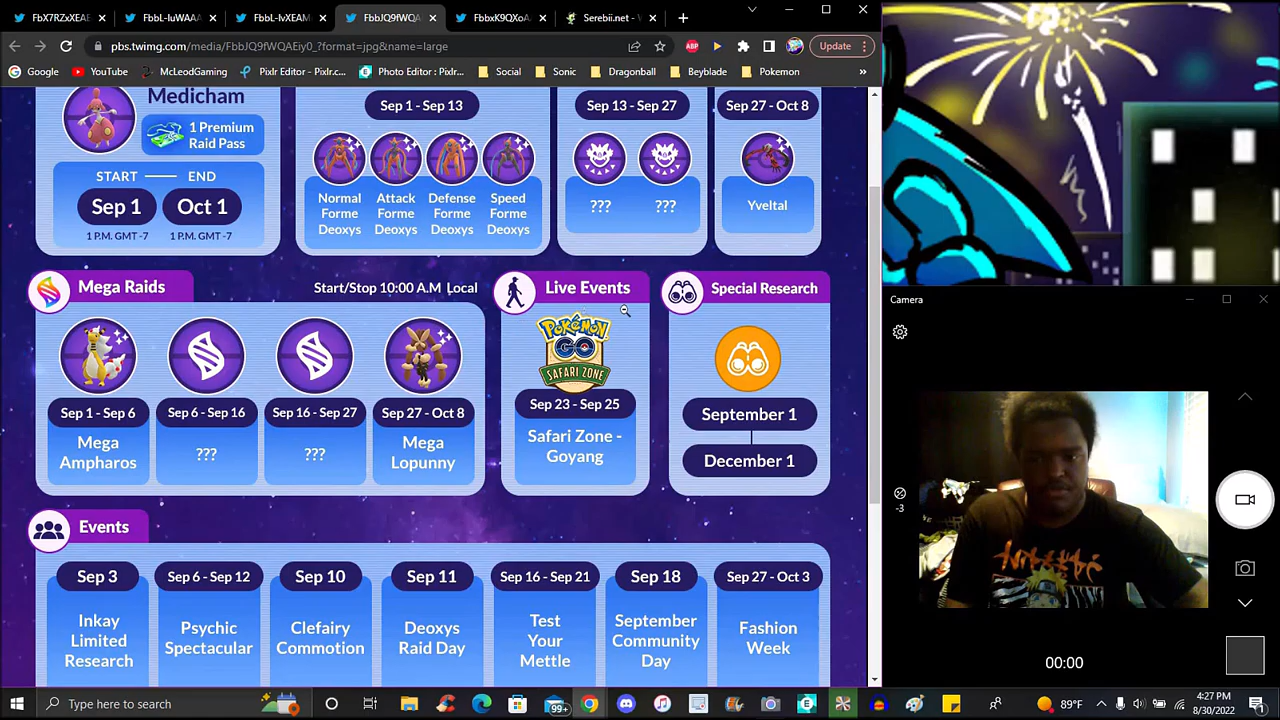 FbX7RZxXEAE
FbbL-IuWAAA
FbbL-IvXEAM
FbbJQ9fWQA
FbbxK9QXoA
Serebii.net -
pbs.twimg.com/media/FbbJQ9fWQAEiy0_?format=jpg&name=large
ABP
Update
Google
YouTube
McLeodGaming
Pixlr Editor - Pixlr.c...
Photo Editor : Pixlr...
Social
Sonic
Dragonball
Beyblade
Pokemon
»
Medicham
1 Premium
Raid Pass
START
END
Sep 1
Oct 1
1 P.M. GMT -7
1 P.M. GMT -7
Sep 1 - Sep 13
Normal
Forme
Deoxys
Attack
Forme
Deoxys
Defense
Forme
Deoxys
Speed
Forme
Deoxys
Sep 13 - Sep 27
???
???
Sep 27 - Oct 8
Yveltal
Mega Raids
Start/Stop 10:00 A.M Local
Sep 1 - Sep 6
Mega
Ampharos
Sep 6 - Sep 16
???
Sep 16 - Sep 27
???
Sep 27 - Oct 8
Mega
Lopunny
Live Events
POKÉMON
GO
SAFARI ZONE
Sep 23 - Sep 25
Safari Zone -
Goyang
Special Research
September 1
December 1
Events
Sep 3
Inkay
Limited
Research
Sep 6 - Sep 12
Psychic
Spectacular
Sep 10
Clefairy
Commotion
Sep 11
Deoxys
Raid Day
Sep 16 - Sep 21
Test
Your
Mettle
Sep 18
September
Community
Day
Sep 27 - Oct 3
Fashion
Week
Camera
-3
00:00
Type here to search
99+
89°F
4:27 PM
8/30/2022